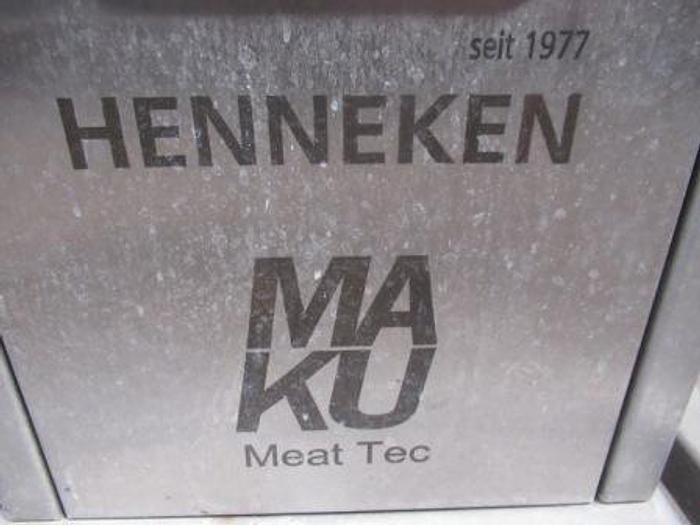 seit 1977
HENNEKEN
MA
KU
Meat Tec